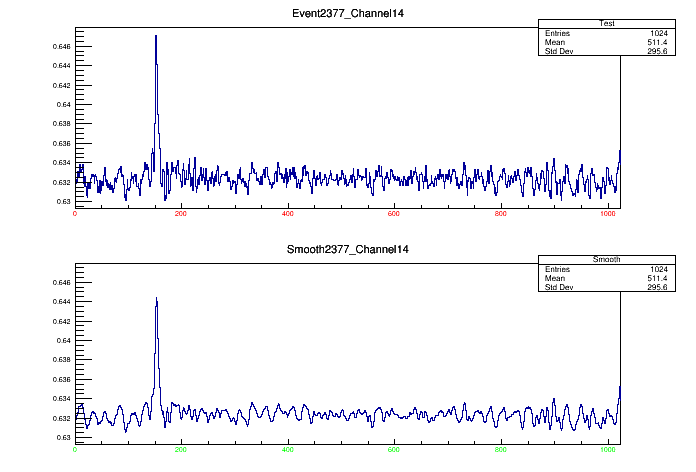 Event2377_Channel14
Test
Entries 1024
Mean 511.4
Std Dev 295.6
0.646
0.644
0.642
0.64
0.638
0.636
0.634
0.632
0.63
0 200 400 600 800 1000
Smooth2377_Channel14
Smooth
Entries 1024
Mean 511.4
Std Dev 295.6
0.646
0.644
0.642
0.64
0.638
0.636
0.634
0.632
0.63
0 200 400 600 800 1000